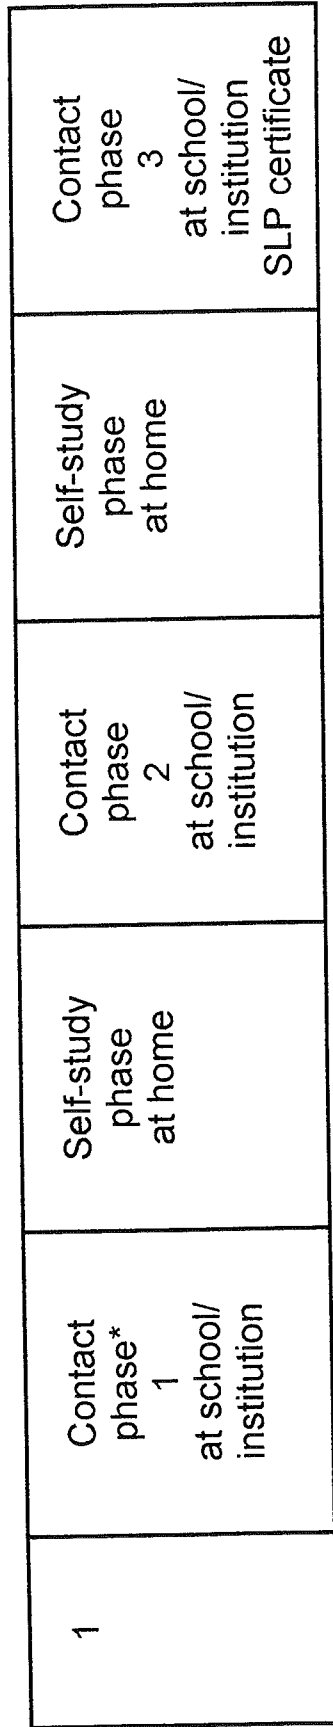 1
Contact
phase*
1
at school/
institution
Self-study
phase
at home
Contact
phase
2
at school/
institution
Self-study
phase
at home
Contact
phase
3
at school/
institution
SLP certificate